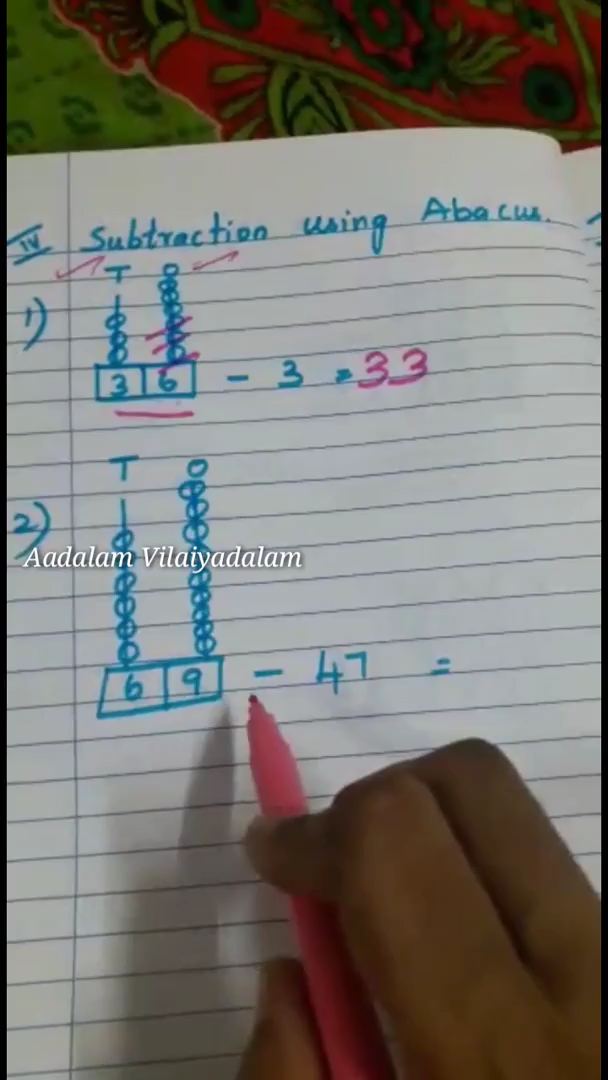 IV Subtraction using Abacus.
T O
1)
3 6 - 3 = 33
T O
2)
Aadalam Vilaiyadalam
6 9 - 47 =